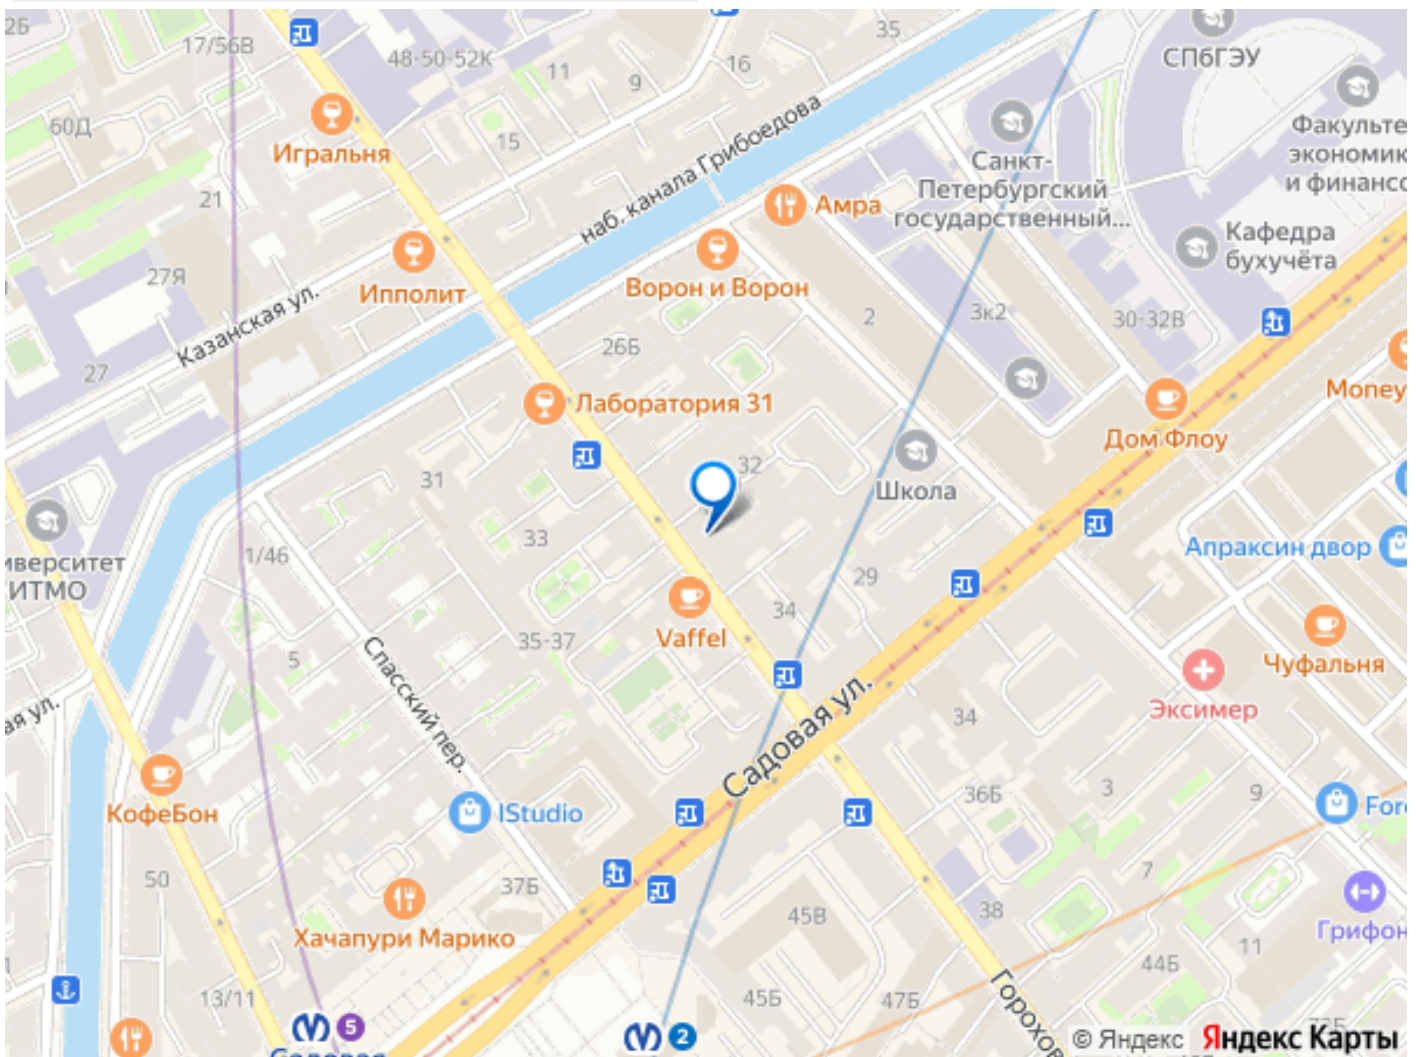 2Б
17/56В
48-50-52К
35
11
16
9
СПбГЭУ
60Д
Игральня
15
наб. канала Грибоедова
Санкт-
Петербургский
государственный...
Факульте
экономик
и финансо
21
Амра
Кафедра
бухучёта
27Я
Ипполит
Ворон и Ворон
Казанская ул.
2
3к2
30-32В
26Б
27
Лаборатория 31
Money
Дом Флоу
31
32
Школа
33
Апраксин двор
иверситет
ИТМО
1/46
29
34
Vaffel
35-37
Чуфальня
5
Спасский пер.
ая ул.
Эксимер
Садовая ул.
34
36Б
3
9
КофеБон
IStudio
Fore
7
50
37Б
45В
38
Хачапури Марико
Грифон
11
44Б
13/11
45Б
47Б
Горохов
5
2
Садовая
© Яндекс
Яндекс Карты